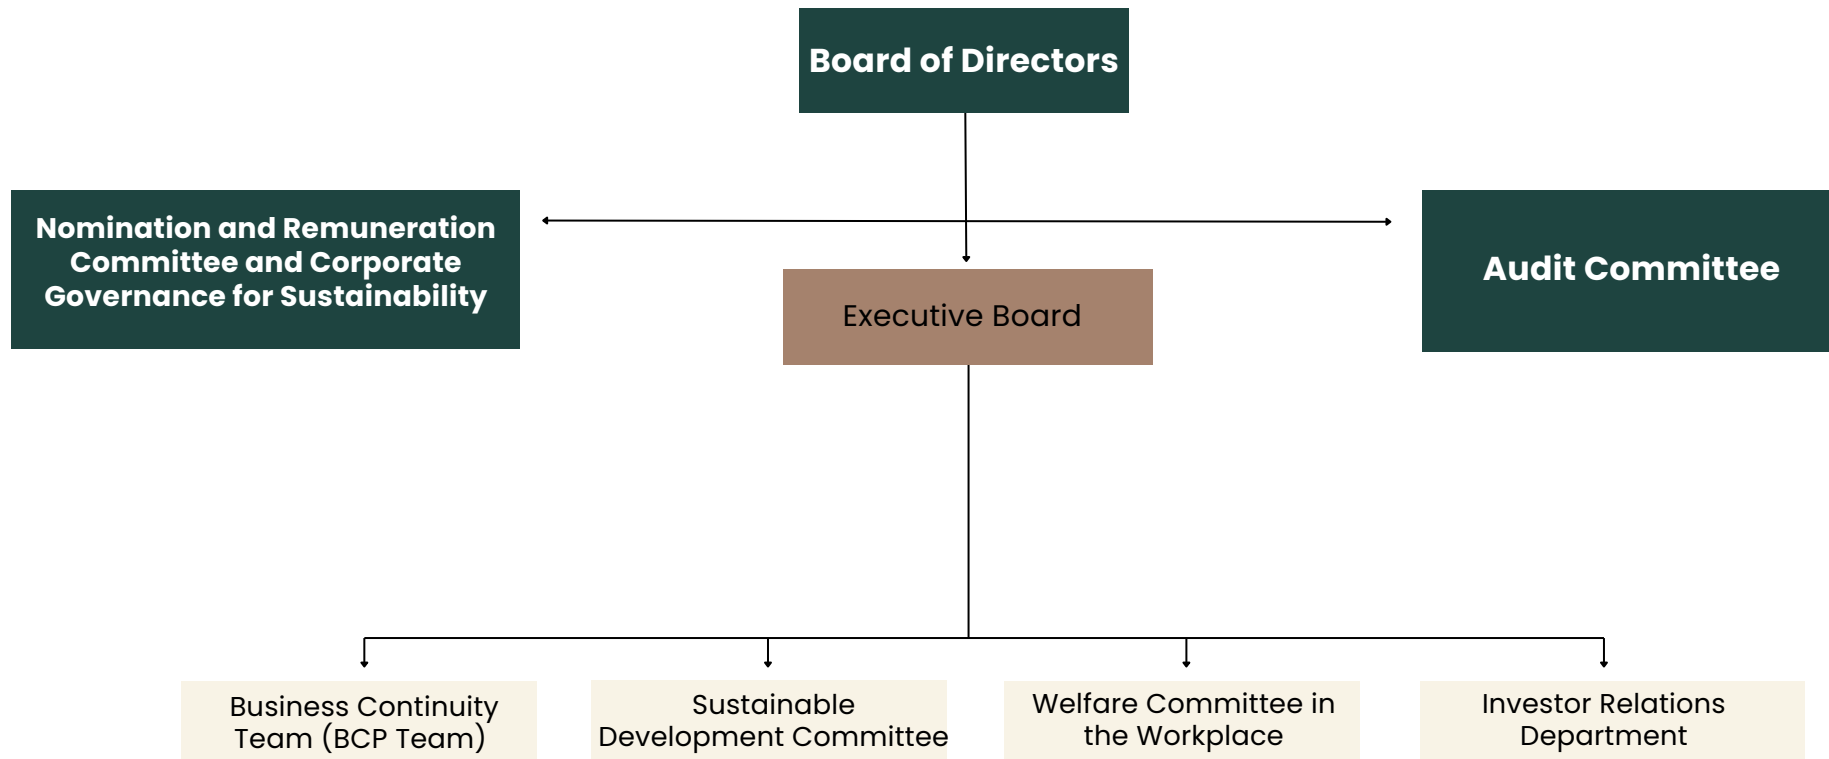 Board of Directors
Nomination and Remuneration
Committee and Corporate
Governance for Sustainability
Audit Committee
Executive Board
Business Continuity
Team (BCP Team)
Sustainable
Development Committee
Welfare Committee in
the Workplace
Investor Relations
Department